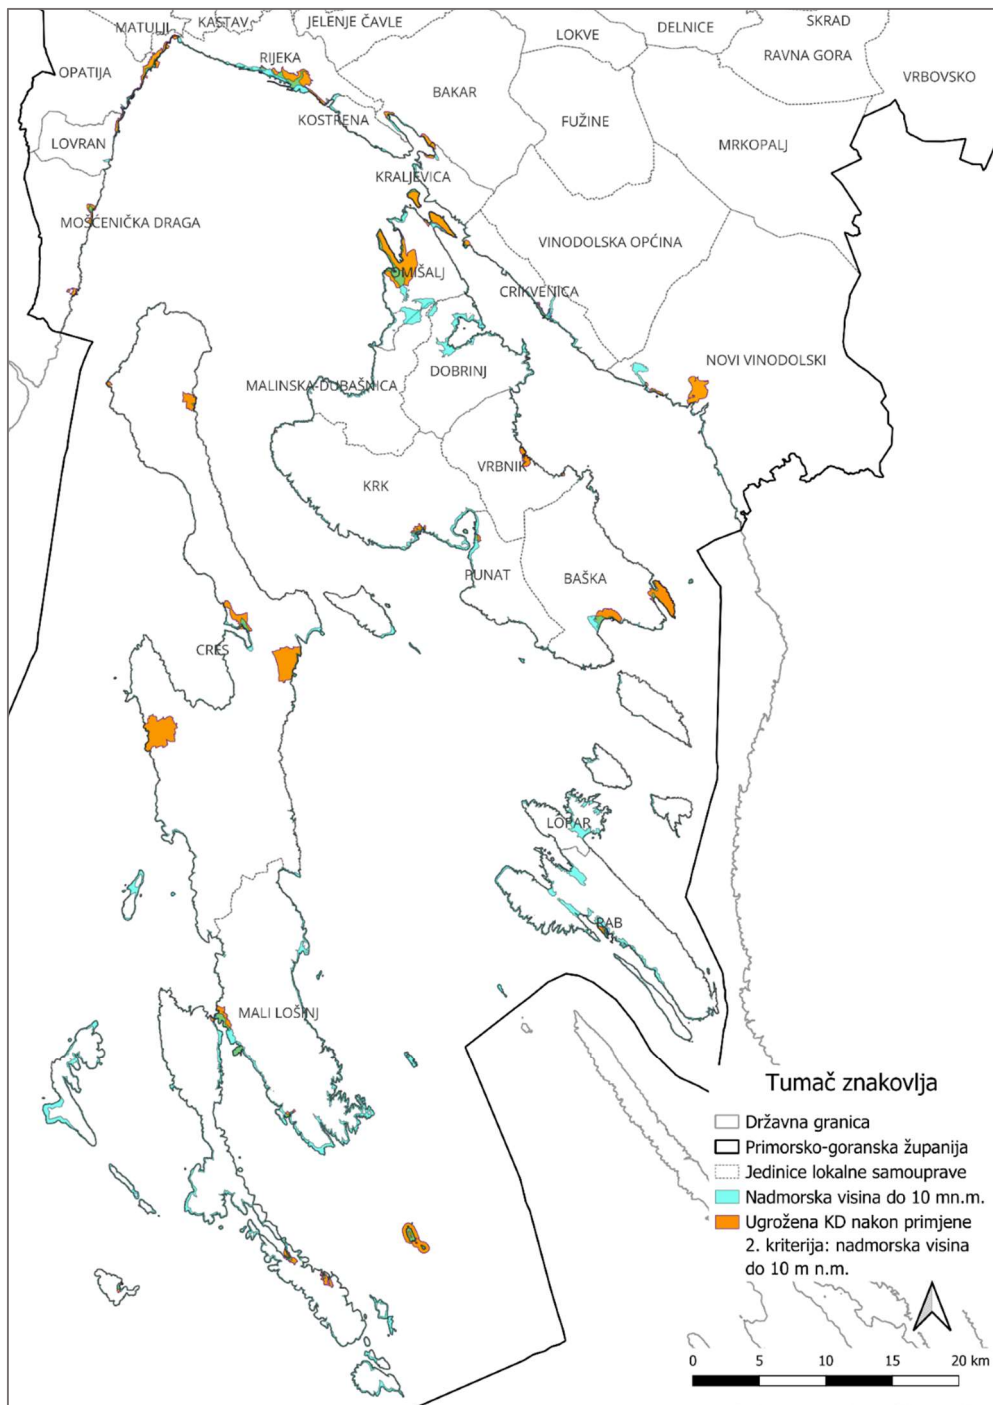 MATULJI
KASTAV
JELENJE ČAVLE
SKRAD
DELNICE
LOKVE
RAVNA GORA
RIJEKA
OPATIJA
VRBOVSKO
BAKAR
KOSTRENA
FUŽINE
LOVRAN
MRKOPALJ
KRALJEVICA
MOŠĆENIČKA DRAGA
VINODOLSKA OPĆINA
OMIŠALJ
CRIKVENICA
NOVI VINODOLSKI
DOBRINJ
MALINSKA-DUBAŠNICA
VRBNIK
KRK
PUNAT
BAŠKA
CRES
LOPAR
RAB
MALI LOŠINJ
Tumač znakovlja
Državna granica
Primorsko-goranska županija
Jedinice lokalne samouprave
Nadmorska visina do 10 mn.m.
Ugrožena KD nakon primjene
2. kriterija: nadmorska visina
do 10 m n.m.
0 5 10 15 20 km